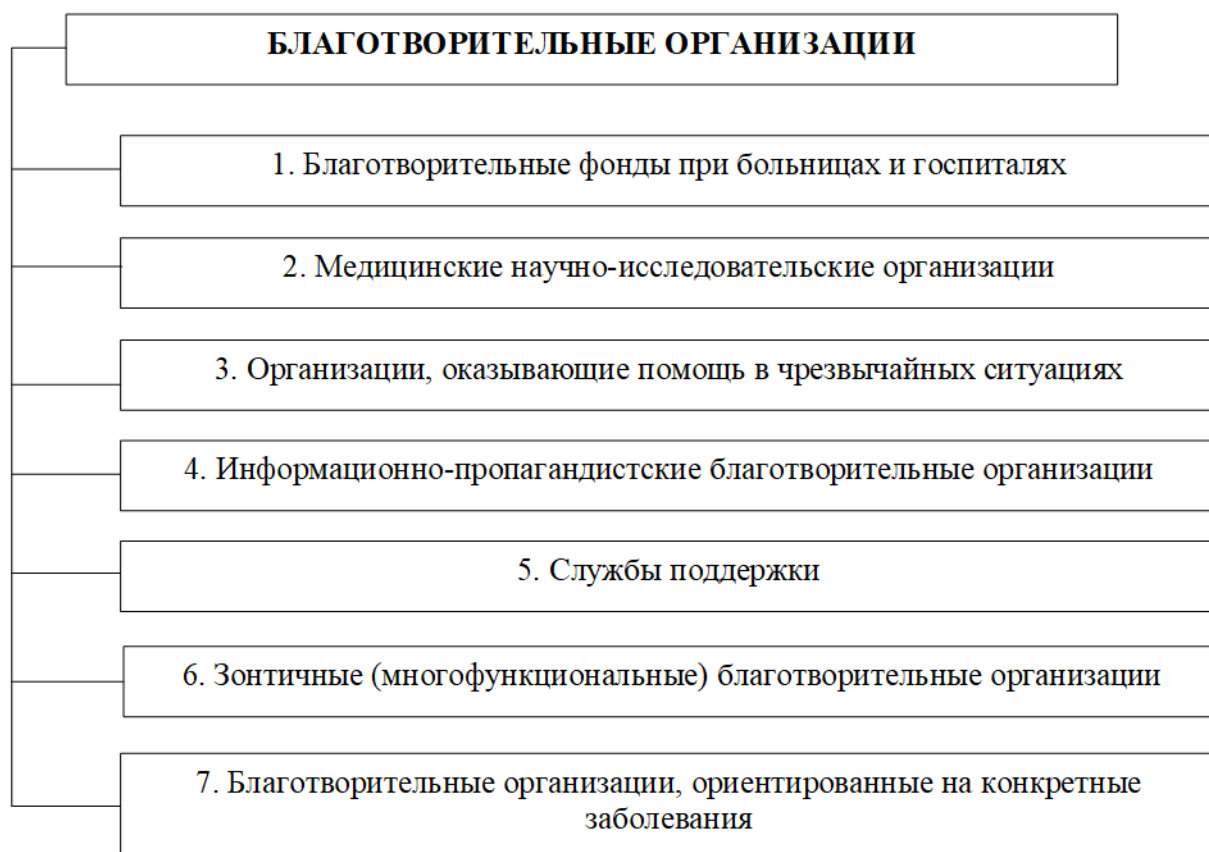 БЛАГОТВОРИТЕЛЬНЫЕ ОРГАНИЗАЦИИ
1. Благотворительные фонды при больницах и госпиталях
2. Медицинские научно-исследовательские организации
3. Организации, оказывающие помощь в чрезвычайных ситуациях
4. Информационно-пропагандистские благотворительные организации
5. Службы поддержки
6. Зонтичные (многофункциональные) благотворительные организации
7. Благотворительные организации, ориентированные на конкретные
заболевания